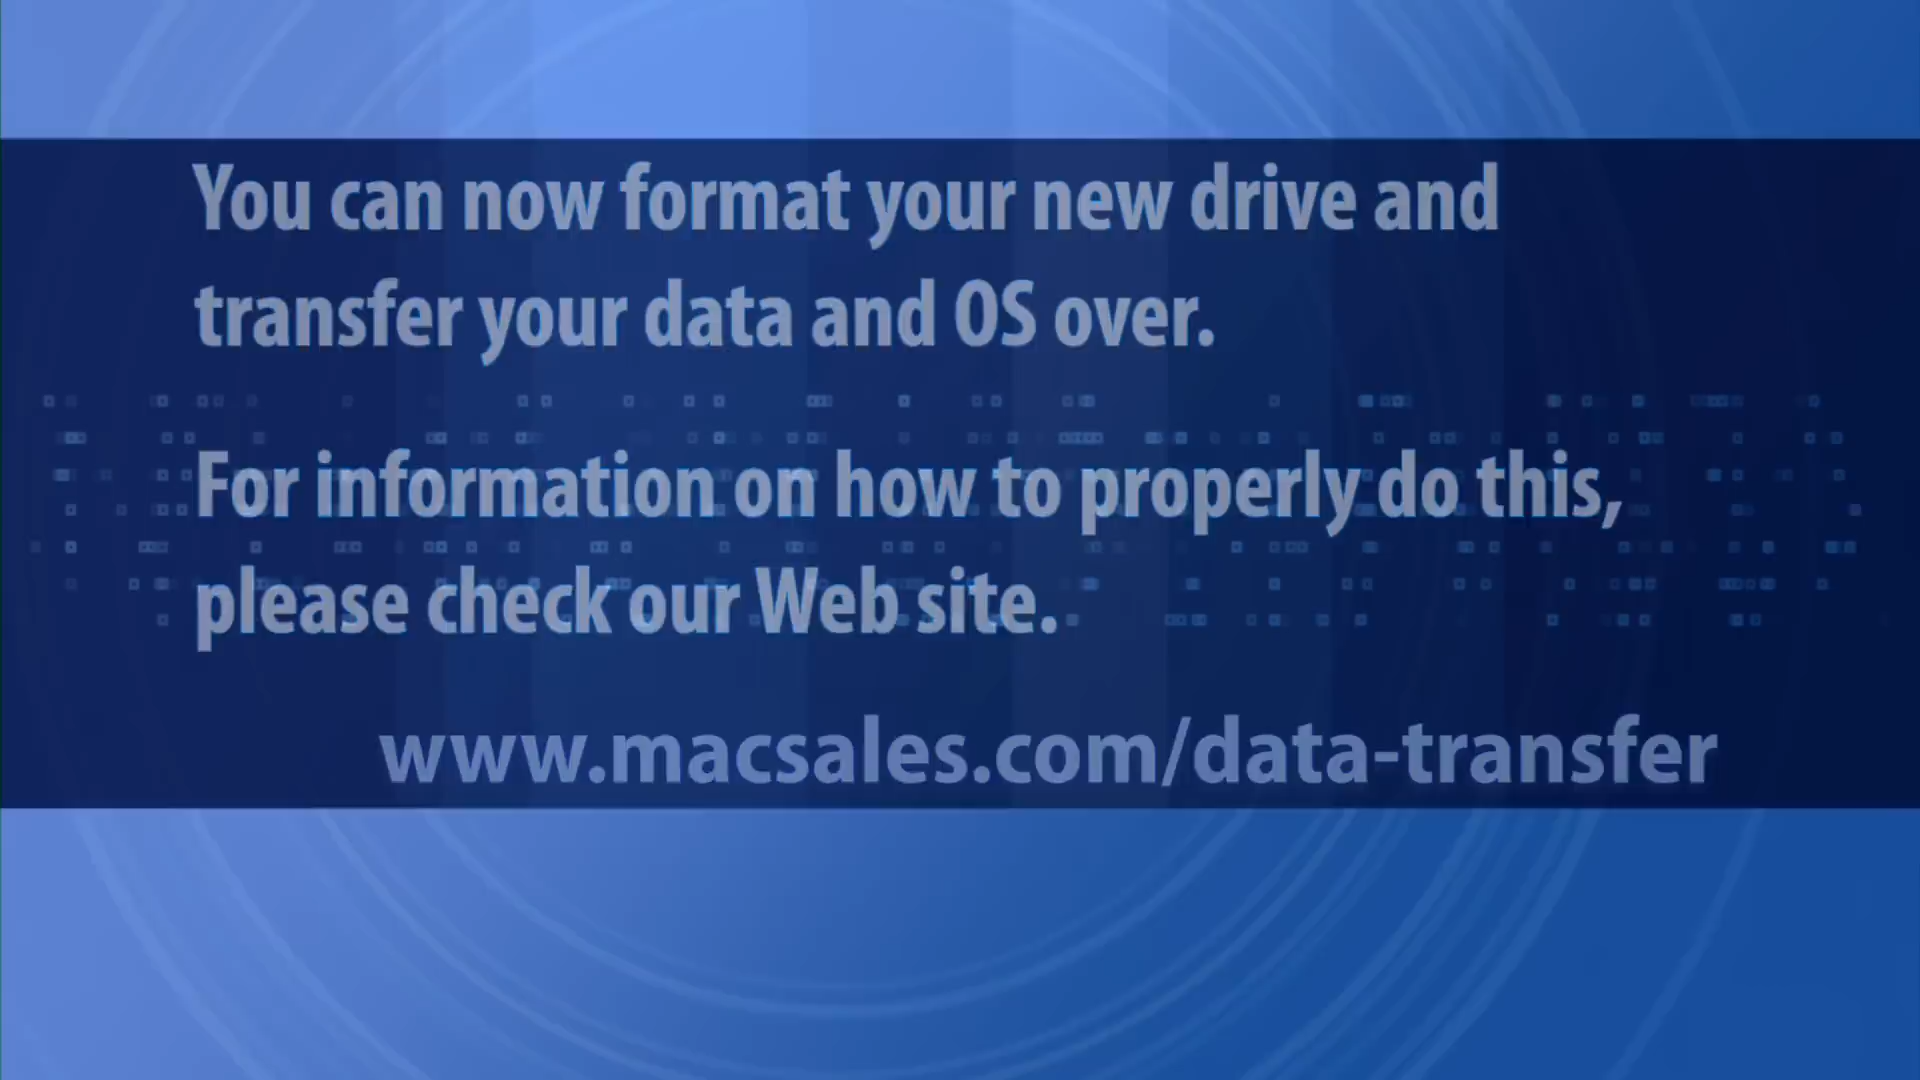 You can now format your new drive and
transfer your data and OS over.
For information on how to properly do this,
please check our Web site.
www.macsales.com/data-transfer